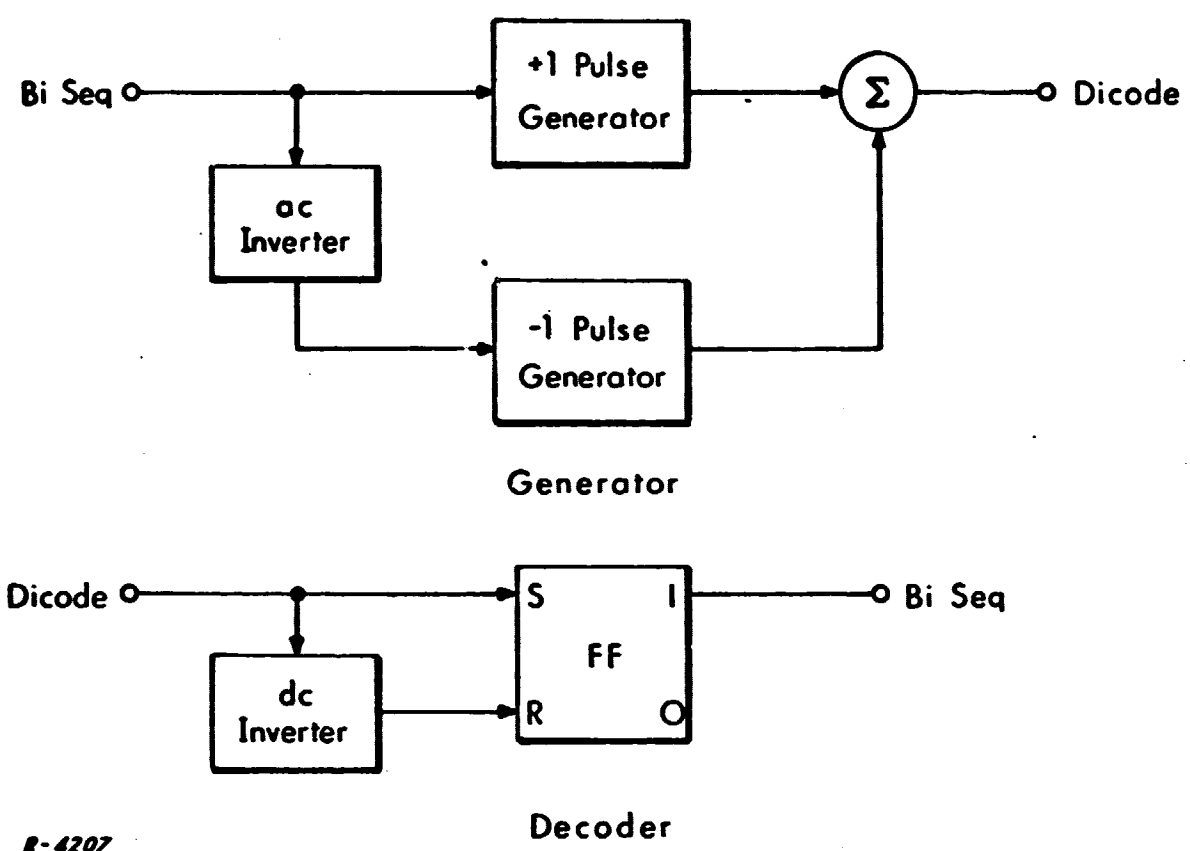 Bi Seq
+1 Pulse
Generator
Σ
Dicode
ac
Inverter
-1 Pulse
Generator
Generator
Dicode
S
1
FF
R
O
Bi Seq
dc
Inverter
Decoder
R-4207